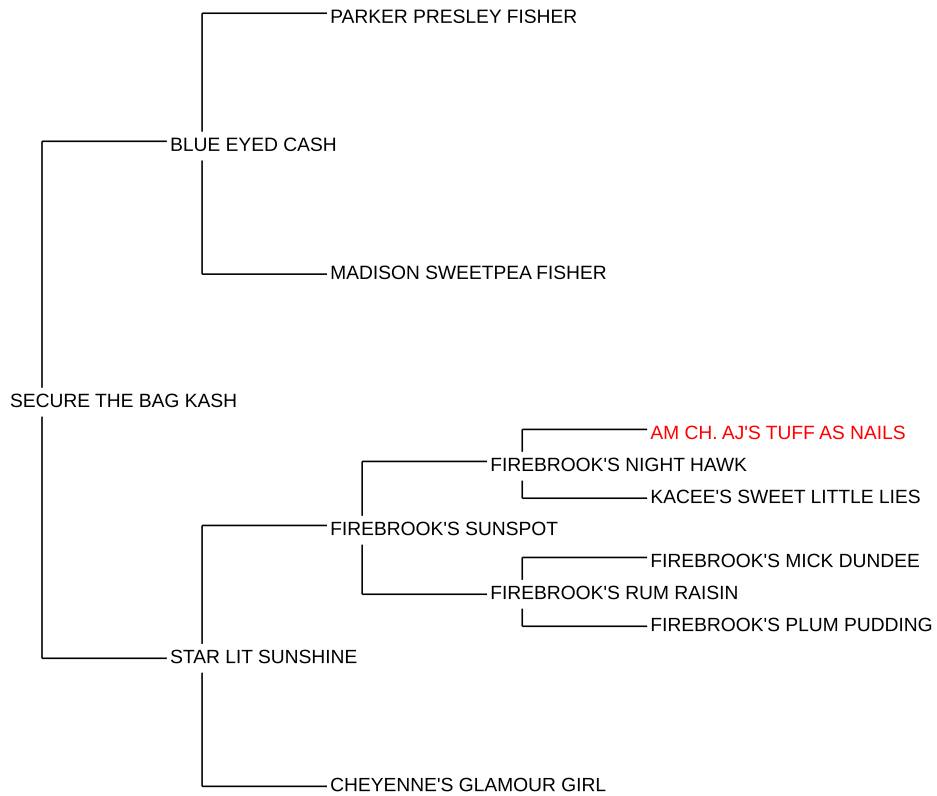 PARKER PRESLEY FISHER
BLUE EYED CASH
MADISON SWEETPEA FISHER
SECURE THE BAG KASH
AM CH. AJ'S TUFF AS NAILS
FIREBROOK'S NIGHT HAWK
KACEE'S SWEET LITTLE LIES
FIREBROOK'S SUNSPOT
FIREBROOK'S MICK DUNDEE
FIREBROOK'S RUM RAISIN
FIREBROOK'S PLUM PUDDING
STAR LIT SUNSHINE
CHEYENNE'S GLAMOUR GIRL